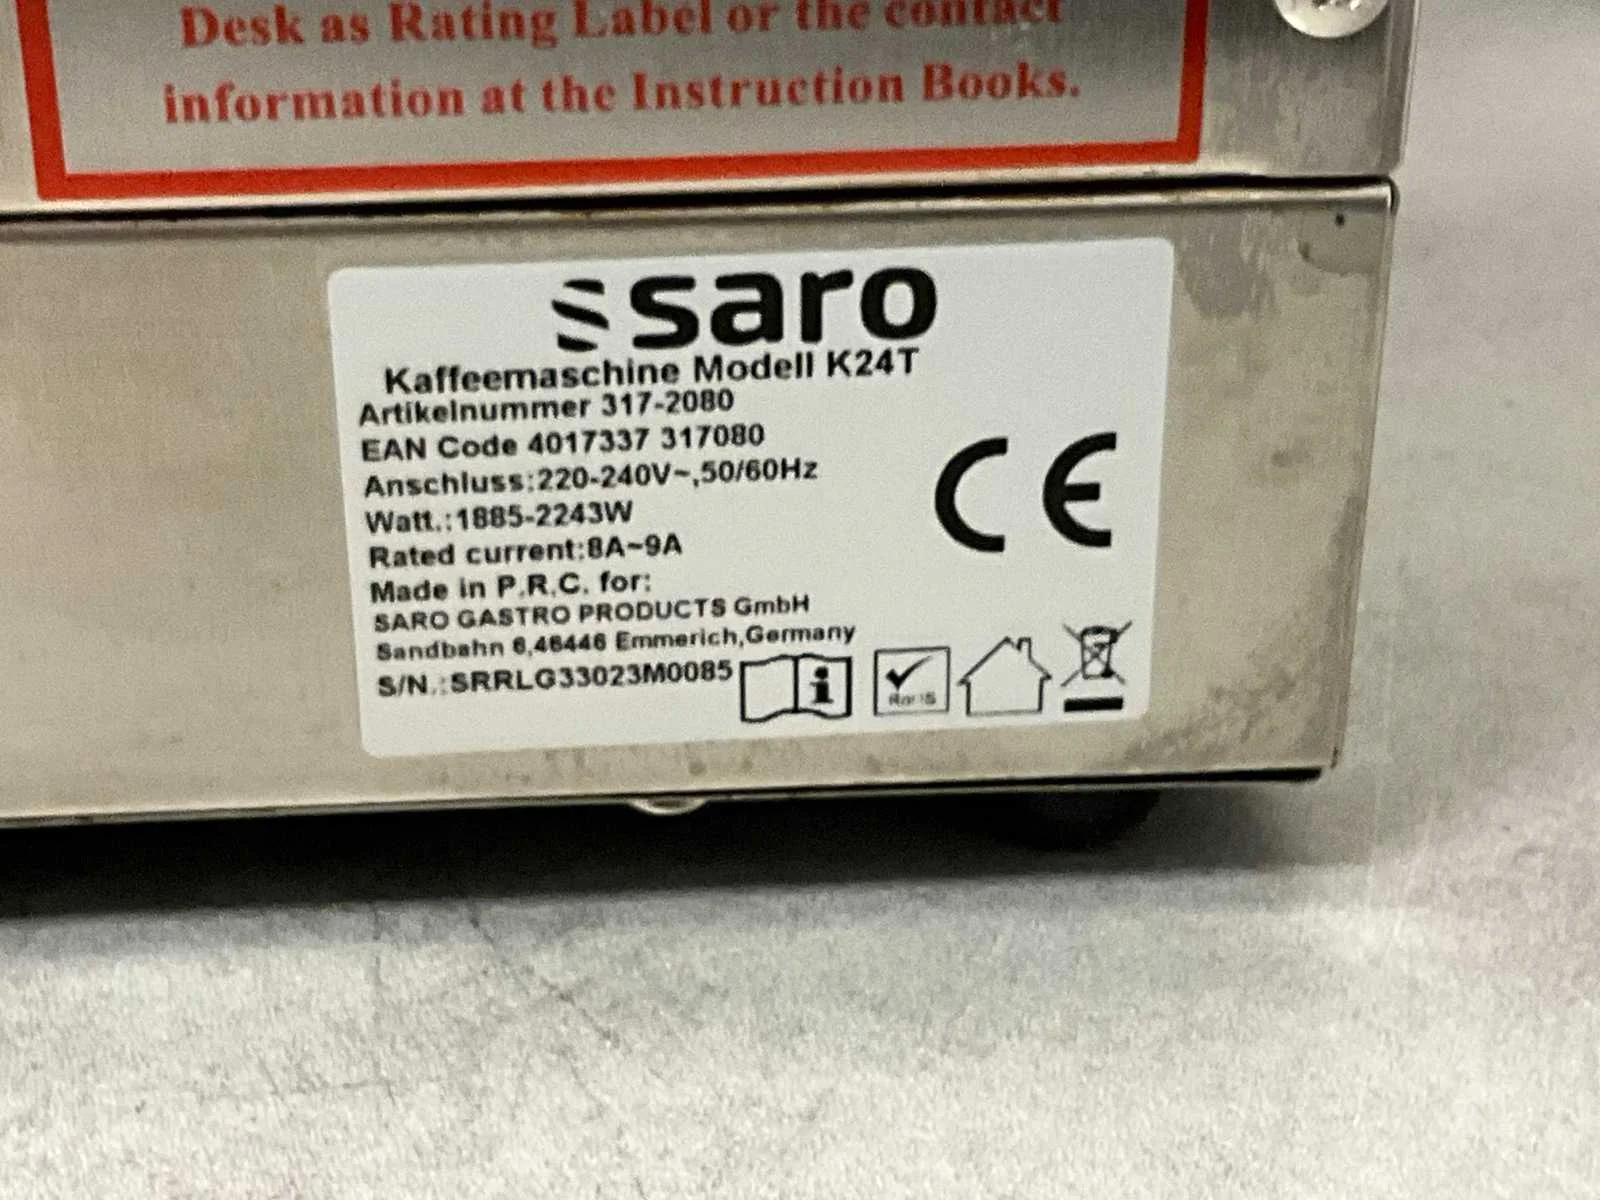 Desk as Rating Label or the contact
information at the Instruction Books.
saro
Kaffeemaschine Modell K24T
Artikelnummer 317-2080
EAN Code 4017337 317080
Anschluss:220-240V~,50/60Hz
Watt.:1885-2243W
Rated current:8A~9A
Made in P.R.C. for:
SARO GASTRO PRODUCTS GmbH
Sandbahn 6,46446 Emmerich,Germany
S/N.:SRRLG33023M0085
i
RoHS
CE